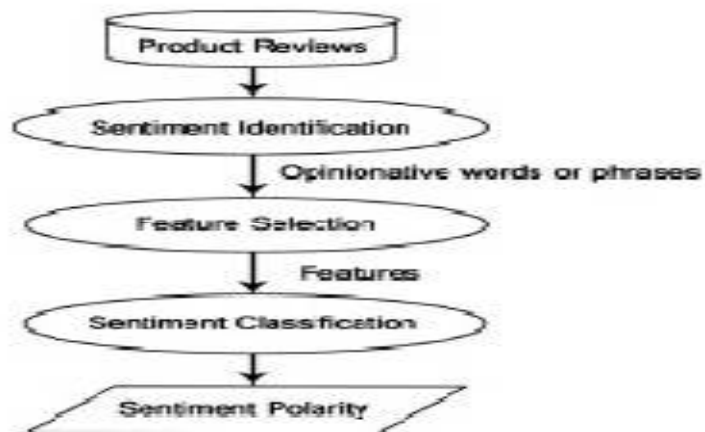 Product Reviews
Sentiment Identification
Opinionative words or phrases
Feature Selection
Features
Sentiment Classification
Sentiment Polarity